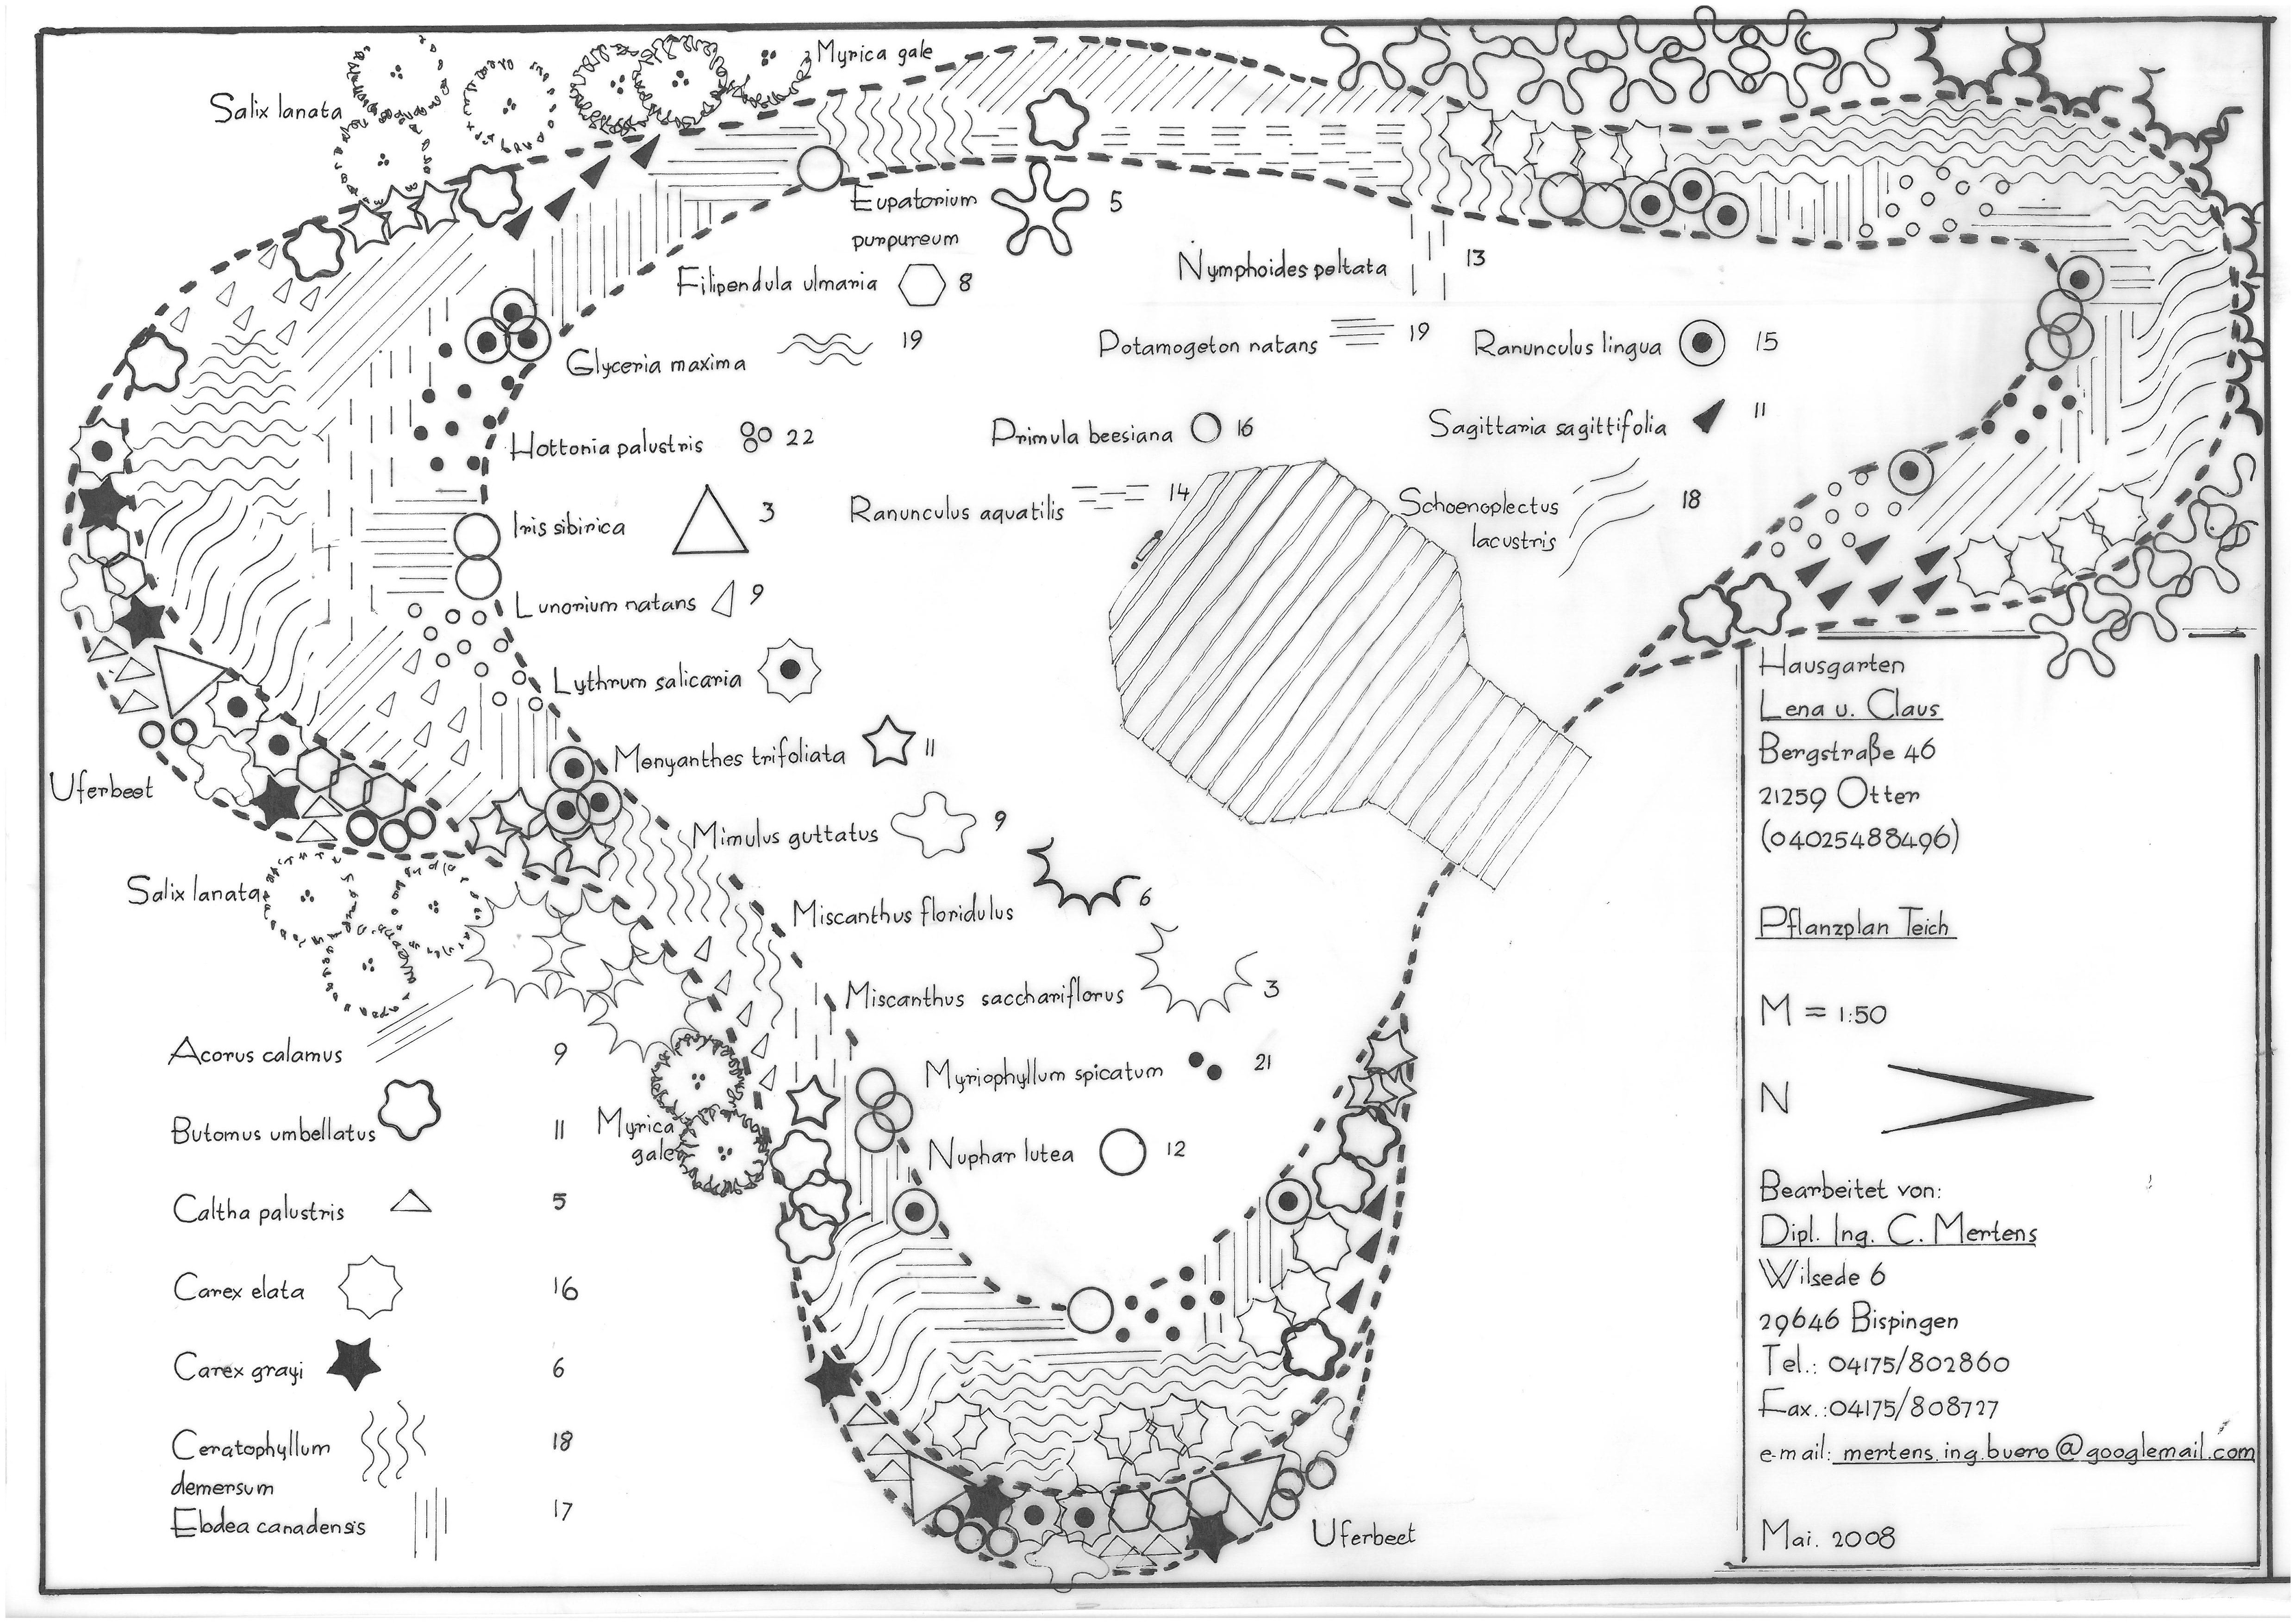 Myrica gale
Salix lanata
Eupatorium 5
purpureum
Filipendula ulmaria 8
Nymphoides peltata 13
Glyceria maxima 19
Potamogeton natans 19
Ranunculus lingua 15
Hottonia palustris 22
Primula beesiana 16
Sagittaria sagittifolia 11
Iris sibirica 3
Ranunculus aquatilis 14
Schoenoplectus 18
lacustris
Lunorium natans 9
Lythrum salicaria
Menyanthes trifoliata 11
Mimulus guttatus 9
Miscanthus floridulus 6
Miscanthus sacchariflorus 3
Myriophyllum spicatum 21
Nuphar lutea 12
Uferbeet
Salix lanata
Myrica
gale
Acorus calamus 9
Butomus umbellatus 11
Caltha palustris 5
Carex elata 16
Carex grayi 6
Ceratophyllum 18
demersum
Elodea canadensis 17
Uferbeet
Hausgarten
Lena u. Claus
Bergstraße 46
21259 Otter
(04025488496)
Pflanzplan Teich
M = 1:50
N
Bearbeitet von:
Dipl. Ing. C. Mertens
Wilsede 6
29646 Bispingen
Tel.: 04175/802860
Fax.:04175/808727
e-mail: mertens.ing.buero@googlemail.com
Mai. 2008